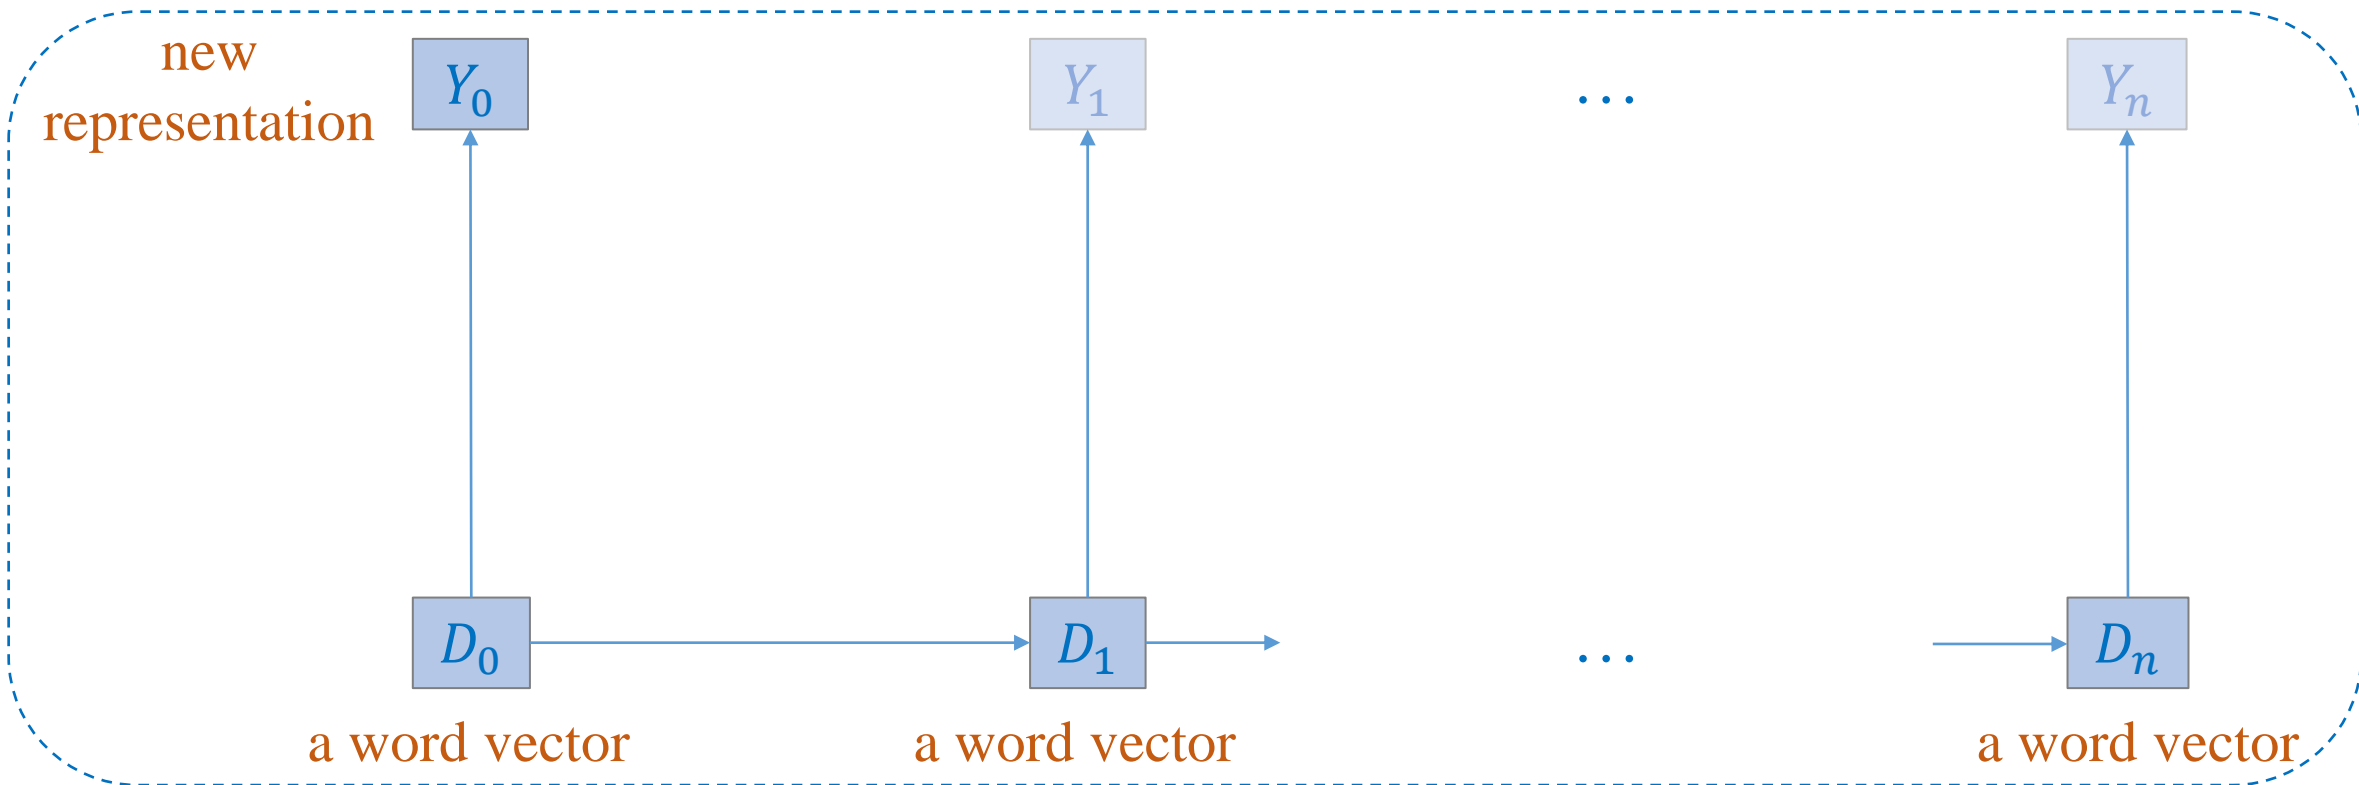 new
representation
Y₀
Y₁
...
Yₙ
D₀
D₁
...
Dₙ
a word vector
a word vector
a word vector